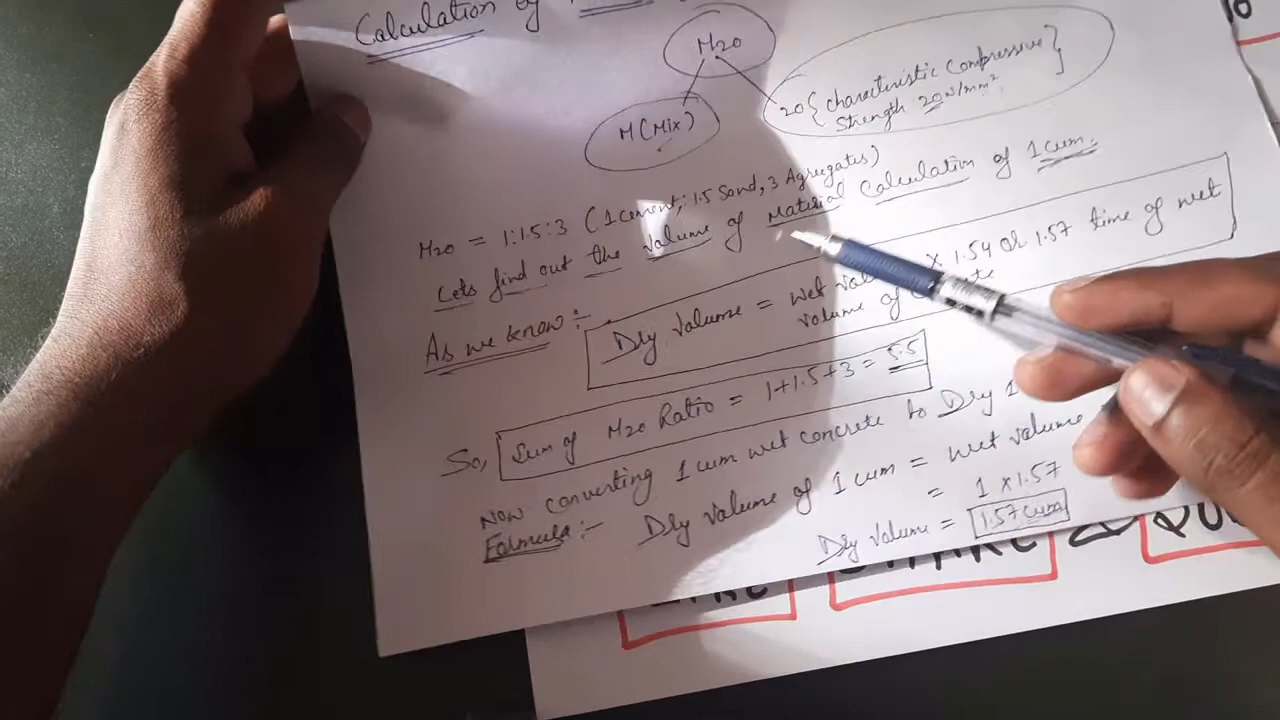 Calculation of
M20
M (Mix)
20 { characteristic compressive }
Strength 20 N/mm²
M20 = 1:1.5:3 (1 Cement, 1.5 Sand, 3 Agreegates)
Lets find out the Volume of Material Calculation of 1 cum.
As we know :-
Dry Volume = Wet Vol x 1.54 or 1.57 time of wet
volume of
So, Sum of M20 Ratio = 1+1.5+3 = 5.5
Now converting 1 cum wet concrete to Dry 1
Formula :- Dry volume of 1 cum = wet volume
= 1 x 1.57
Dry Volume = 1.57 cum